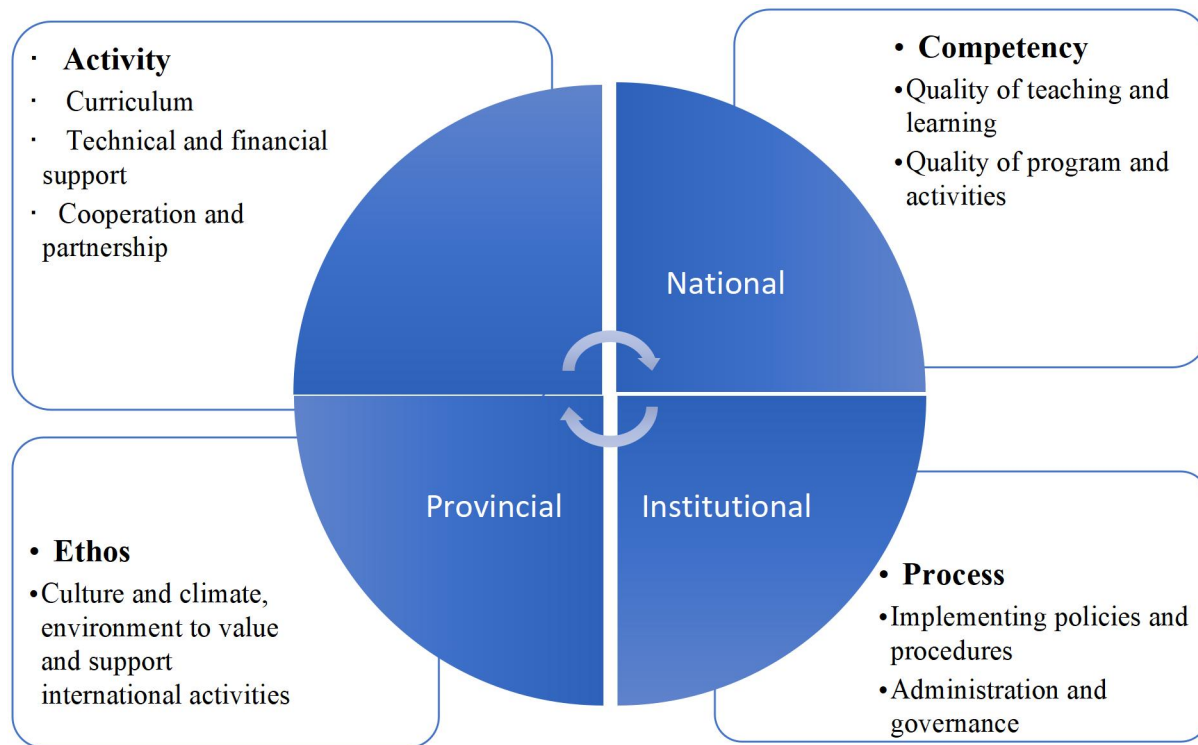 · Activity
· Curriculum
· Technical and financial
support
· Cooperation and
partnership
• Competency
•Quality of teaching and
learning
•Quality of program and
activities
National
Provincial
Institutional
• Ethos
•Culture and climate,
environment to value
and support
international activities
• Process
•Implementing policies and
procedures
•Administration and
governance